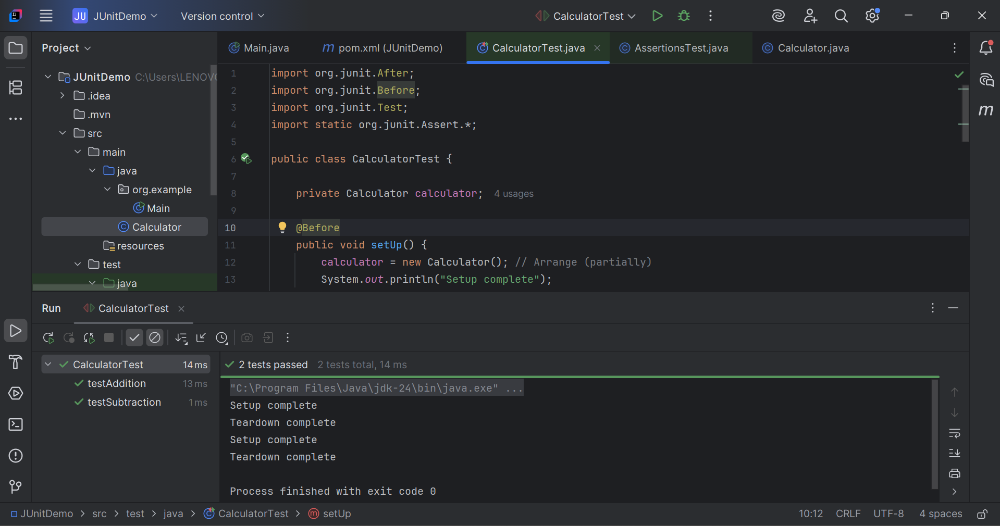 JU JUnitDemo Version control CalculatorTest
Project
Main.java
pom.xml (JUnitDemo)
CalculatorTest.java
AssertionsTest.java
Calculator.java
JUnitDemo C:\Users\LENOVO
.idea
.mvn
src
main
java
org.example
Main
Calculator
resources
test
java
1 import org.junit.After;
2 import org.junit.Before;
3 import org.junit.Test;
4 import static org.junit.Assert.*;
5
6 public class CalculatorTest {
7
8 private Calculator calculator; 4 usages
9
10 @Before
11 public void setUp() {
12 calculator = new Calculator(); // Arrange (partially)
13 System.out.println("Setup complete");
Run CalculatorTest
CalculatorTest 14 ms
testAddition 13 ms
testSubtraction 1 ms
2 tests passed 2 tests total, 14 ms
"C:\Program Files\Java\jdk-24\bin\java.exe" ...
Setup complete
Teardown complete
Setup complete
Teardown complete
Process finished with exit code 0
JUnitDemo > src > test > java > CalculatorTest > setUp
10:12 CRLF UTF-8 4 spaces